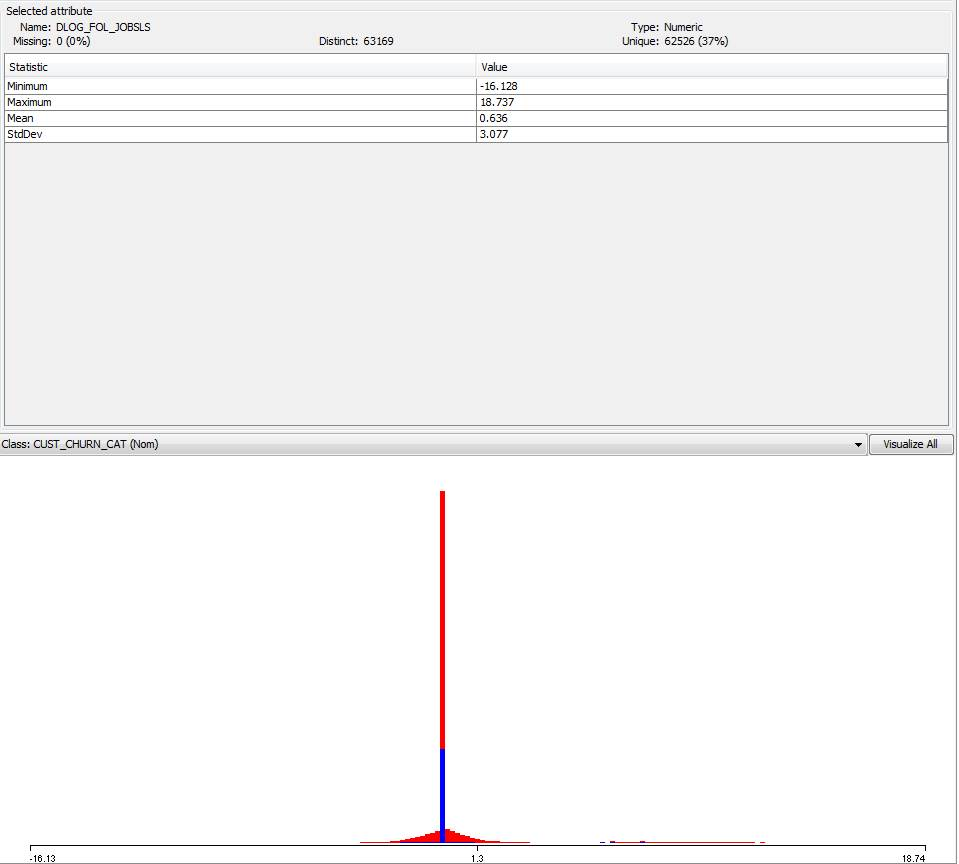 Selected attribute
Name: DLOG_FOL_JOBSLS Type: Numeric
Missing: 0 (0%) Distinct: 63169 Unique: 62526 (37%)
Statistic Value
Minimum -16.128
Maximum 18.737
Mean 0.636
StdDev 3.077
Class: CUST_CHURN_CAT (Nom) Visualize All
-16.13 1.3 18.74